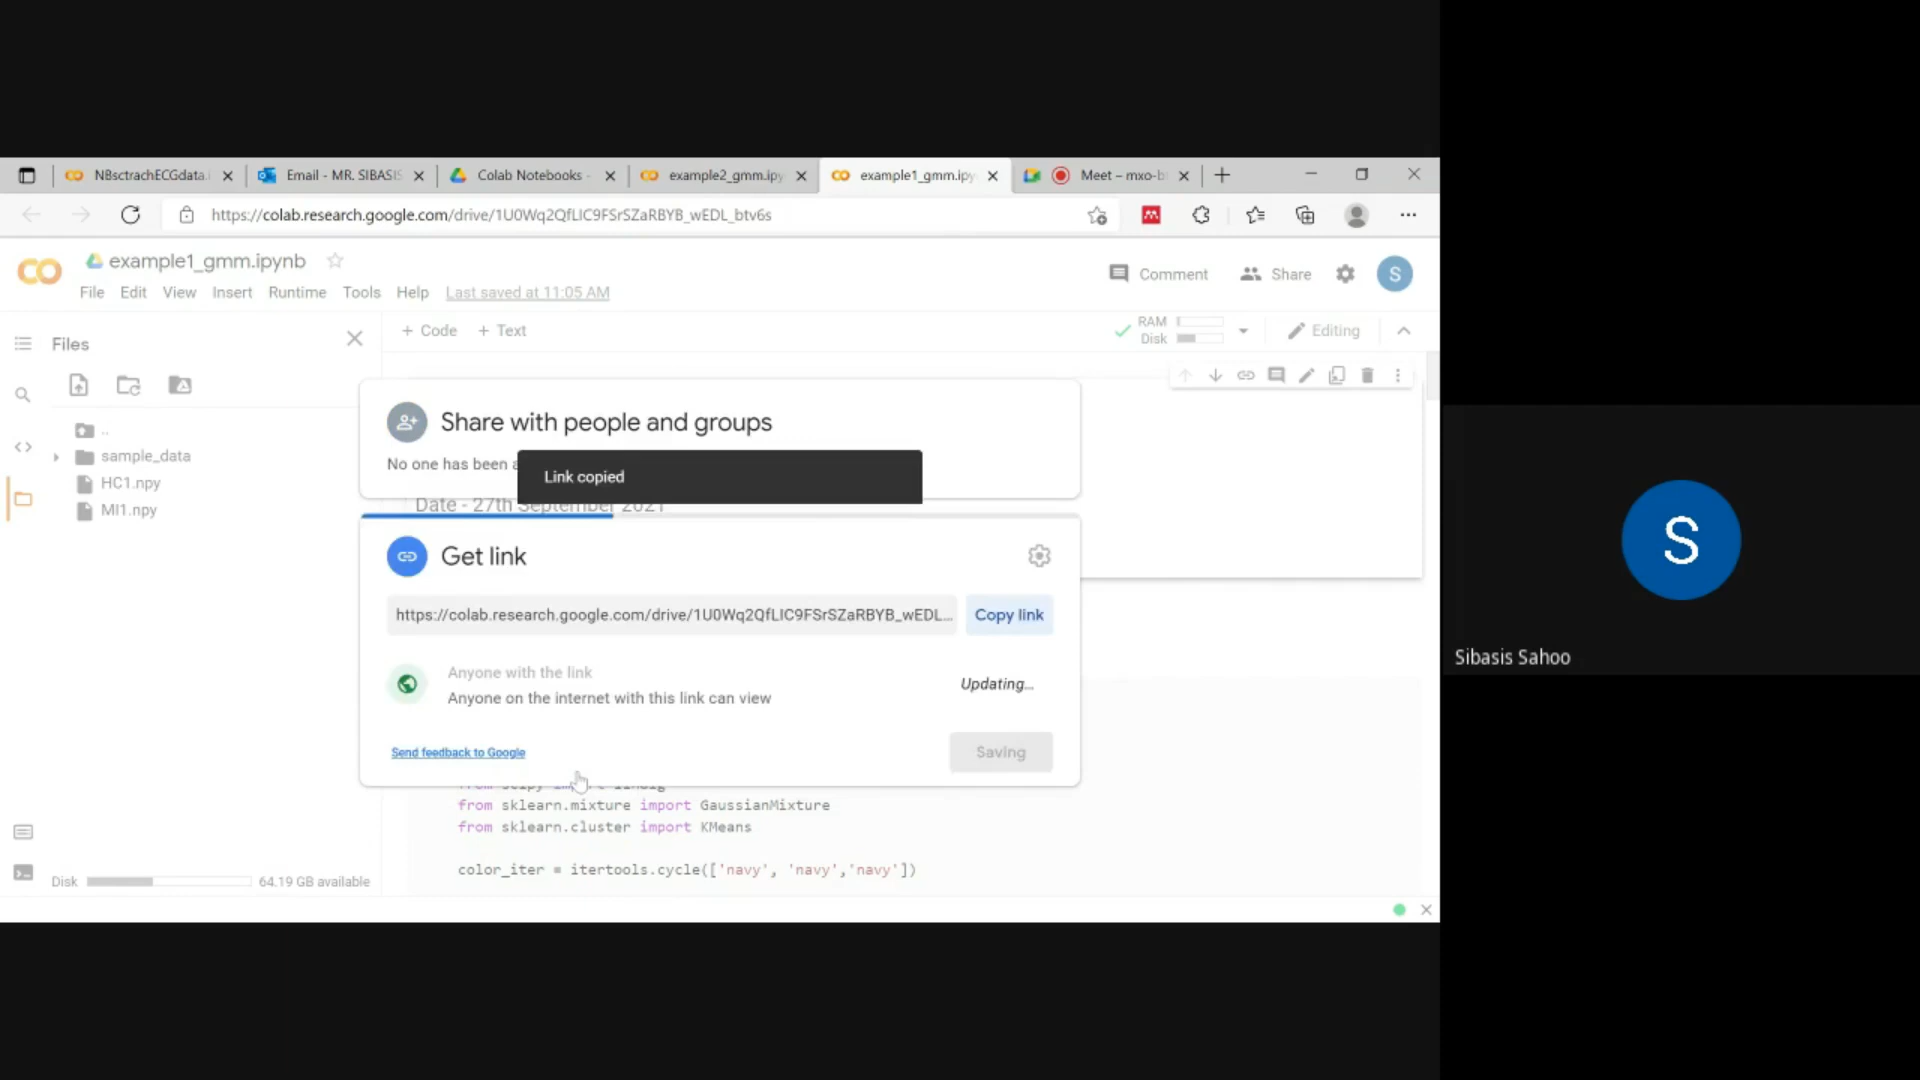 NBsctrachECGdata.i
Email - MR. SIBASIS
Colab Notebooks -
example2_gmm.ipy
example1_gmm.ipy
Meet – mxo-b
https://colab.research.google.com/drive/1U0Wq2QfLIC9FSrSZaRBYB_wEDL_btv6s
example1_gmm.ipynb
Comment
Share
S
File Edit View Insert Runtime Tools Help Last saved at 11:05 AM
Files
+ Code + Text
RAM
Disk
Editing
..
sample_data
HC1.npy
MI1.npy
Share with people and groups
No one has been a
Link copied
Date - 27th September 2021
Get link
https://colab.research.google.com/drive/1U0Wq2QfLIC9FSrSZaRBYB_wEDL...
Copy link
Anyone with the link
Anyone on the internet with this link can view
Updating...
Send feedback to Google
Saving
from sklearn.mixture import GaussianMixture
from sklearn.cluster import KMeans
color_iter = itertools.cycle(['navy', 'navy','navy'])
Disk
64.19 GB available
S
Sibasis Sahoo